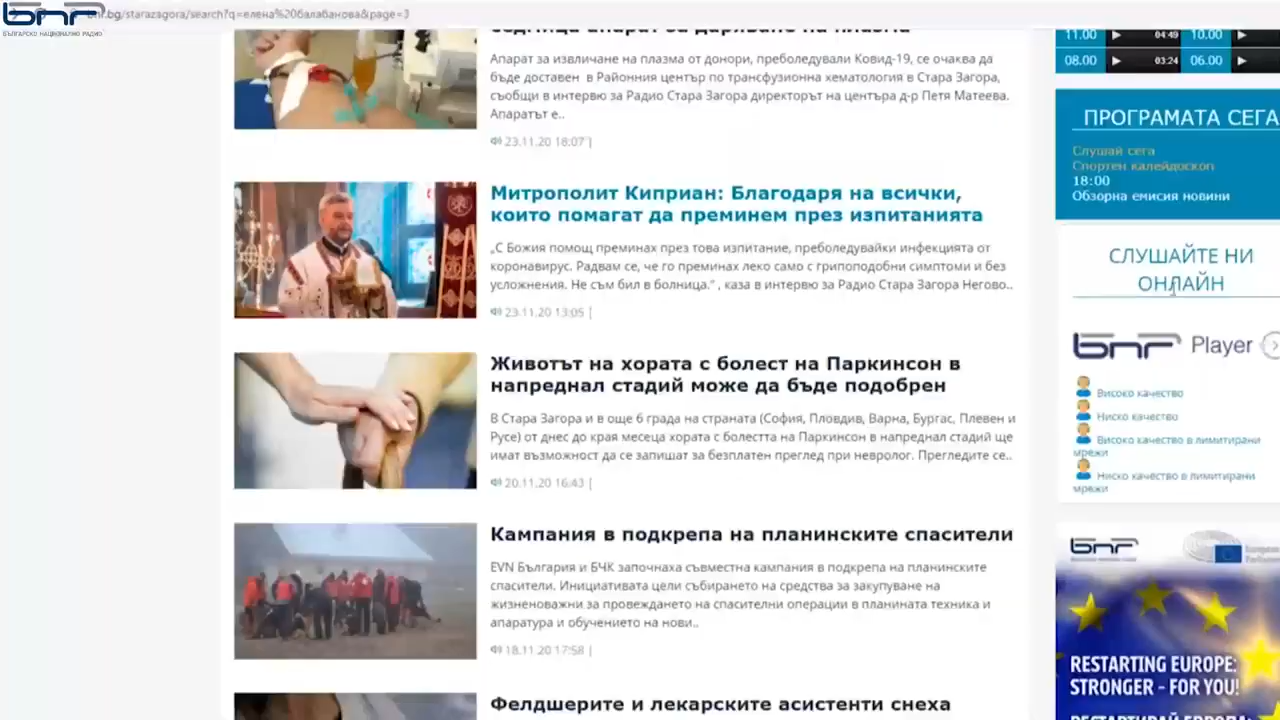 bnr
БЪЛГАРСКО НАЦИОНАЛНО РАДИО
bnr.bg/starazagora/search?q=елена%20балабанова&page=3
седмица апарат за даряване на плазма
Апарат за извличане на плазма от донори, преболедували Ковид-19, се очаква да
бъде доставен в Районния център по трансфузионна хематология в Стара Загора,
съобщи в интервю за Радио Стара Загора директорът на центъра д-р Петя Матеева.
Апаратът е..
23.11.20 18:07 |
Митрополит Киприан: Благодаря на всички,
които помагат да преминем през изпитанията
„С Божия помощ преминах през това изпитание, преболедувайки инфекцията от
коронавирус. Радвам се, че го преминах леко само с грипоподобни симптоми и без
усложнения. Не съм бил в болница." , каза в интервю за Радио Стара Загора Негово..
23.11.20 13:05 |
Животът на хората с болест на Паркинсон в
напреднал стадий може да бъде подобрен
В Стара Загора и в още 6 града на страната (София, Пловдив, Варна, Бургас, Плевен и
Русе) от днес до края месеца хората с болестта на Паркинсон в напреднал стадий ще
имат възможност да се запишат за безплатен преглед при невролог. Прегледите се..
20.11.20 16:43 |
Кампания в подкрепа на планинските спасители
EVN България и БЧК започнаха съвместна кампания в подкрепа на планинските
спасители. Инициативата цели събирането на средства за закупуване на
жизненоважни за провеждането на спасителни операции в планината техника и
апаратура и обучението на нови..
18.11.20 17:58 |
Фелдшерите и лекарските асистенти снеха
11.00 04:49 10.00
08.00 03:24 06.00
ПРОГРАМАТА СЕГА
Слушай сега
Спортен калейдоскоп
18:00
Обзорна емисия новини
СЛУШАЙТЕ НИ
ОНЛАЙН
bnr Player
Високо качество
Ниско качество
Високо качество в лимитирани
мрежи
Ниско качество в лимитирани
мрежи
bnr
RESTARTING EUROPE:
STRONGER - FOR YOU!
РЕСТАРТИРАЙ ЕВРОПА: